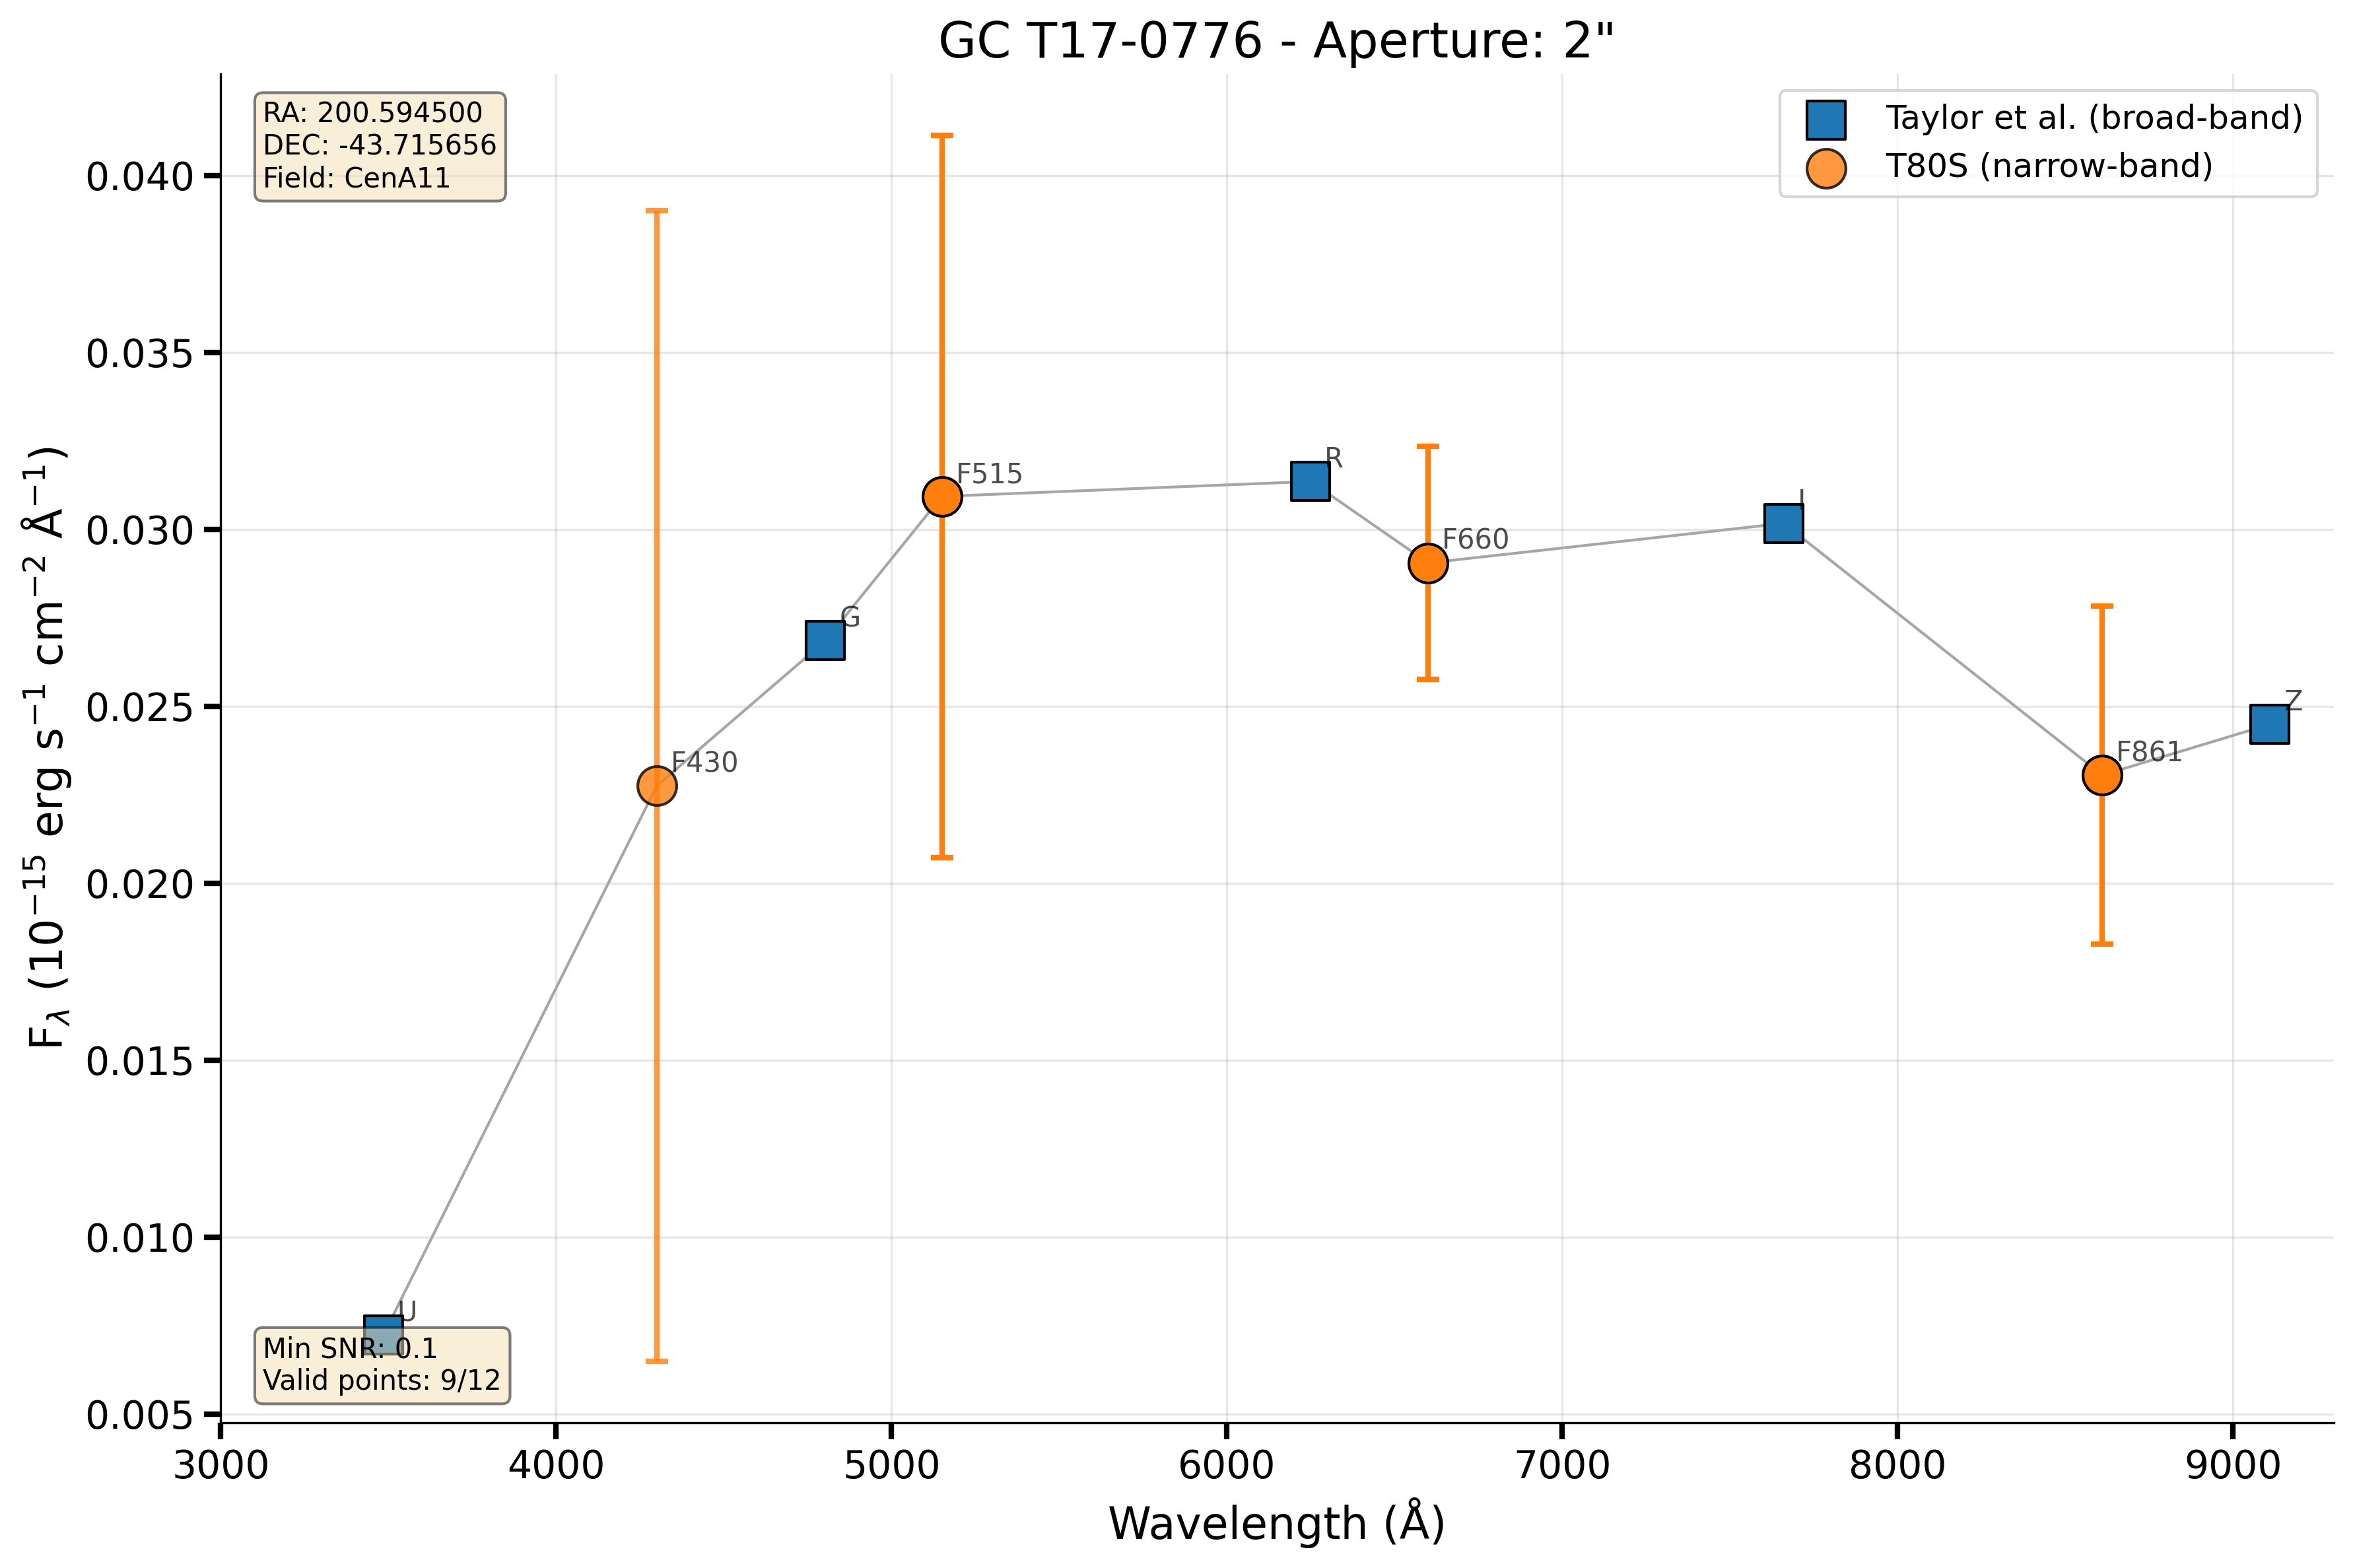 GC T17-0776 - Aperture: 2"
RA: 200.594500
DEC: -43.715656
Field: CenA11
Taylor et al. (broad-band)
T80S (narrow-band)
0.040
0.035
0.030
0.025
0.020
0.015
0.010
0.005
F_λ (10⁻¹⁵ erg s⁻¹ cm⁻² Å⁻¹)
U
F430
G
F515
R
F660
I
F861
Z
Min SNR: 0.1
Valid points: 9/12
3000 4000 5000 6000 7000 8000 9000
Wavelength (Å)